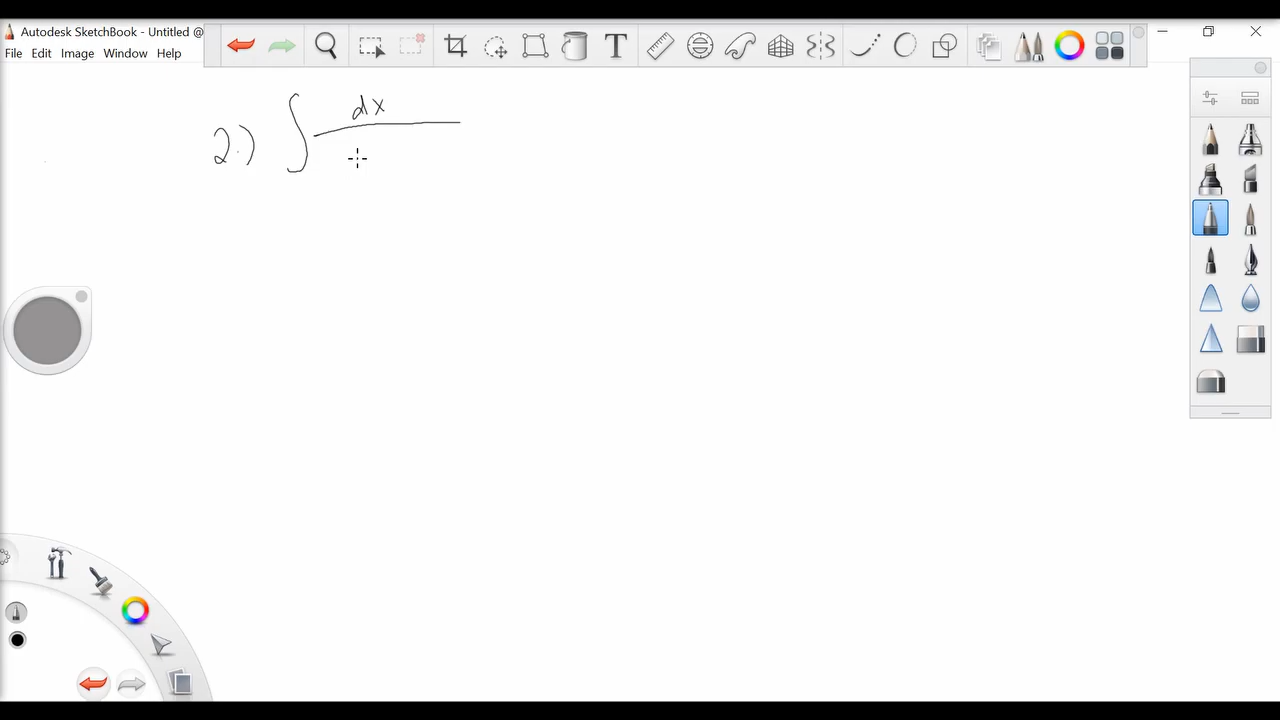 Autodesk SketchBook - Untitled @
File Edit Image Window Help
T
2.) ∫ dx